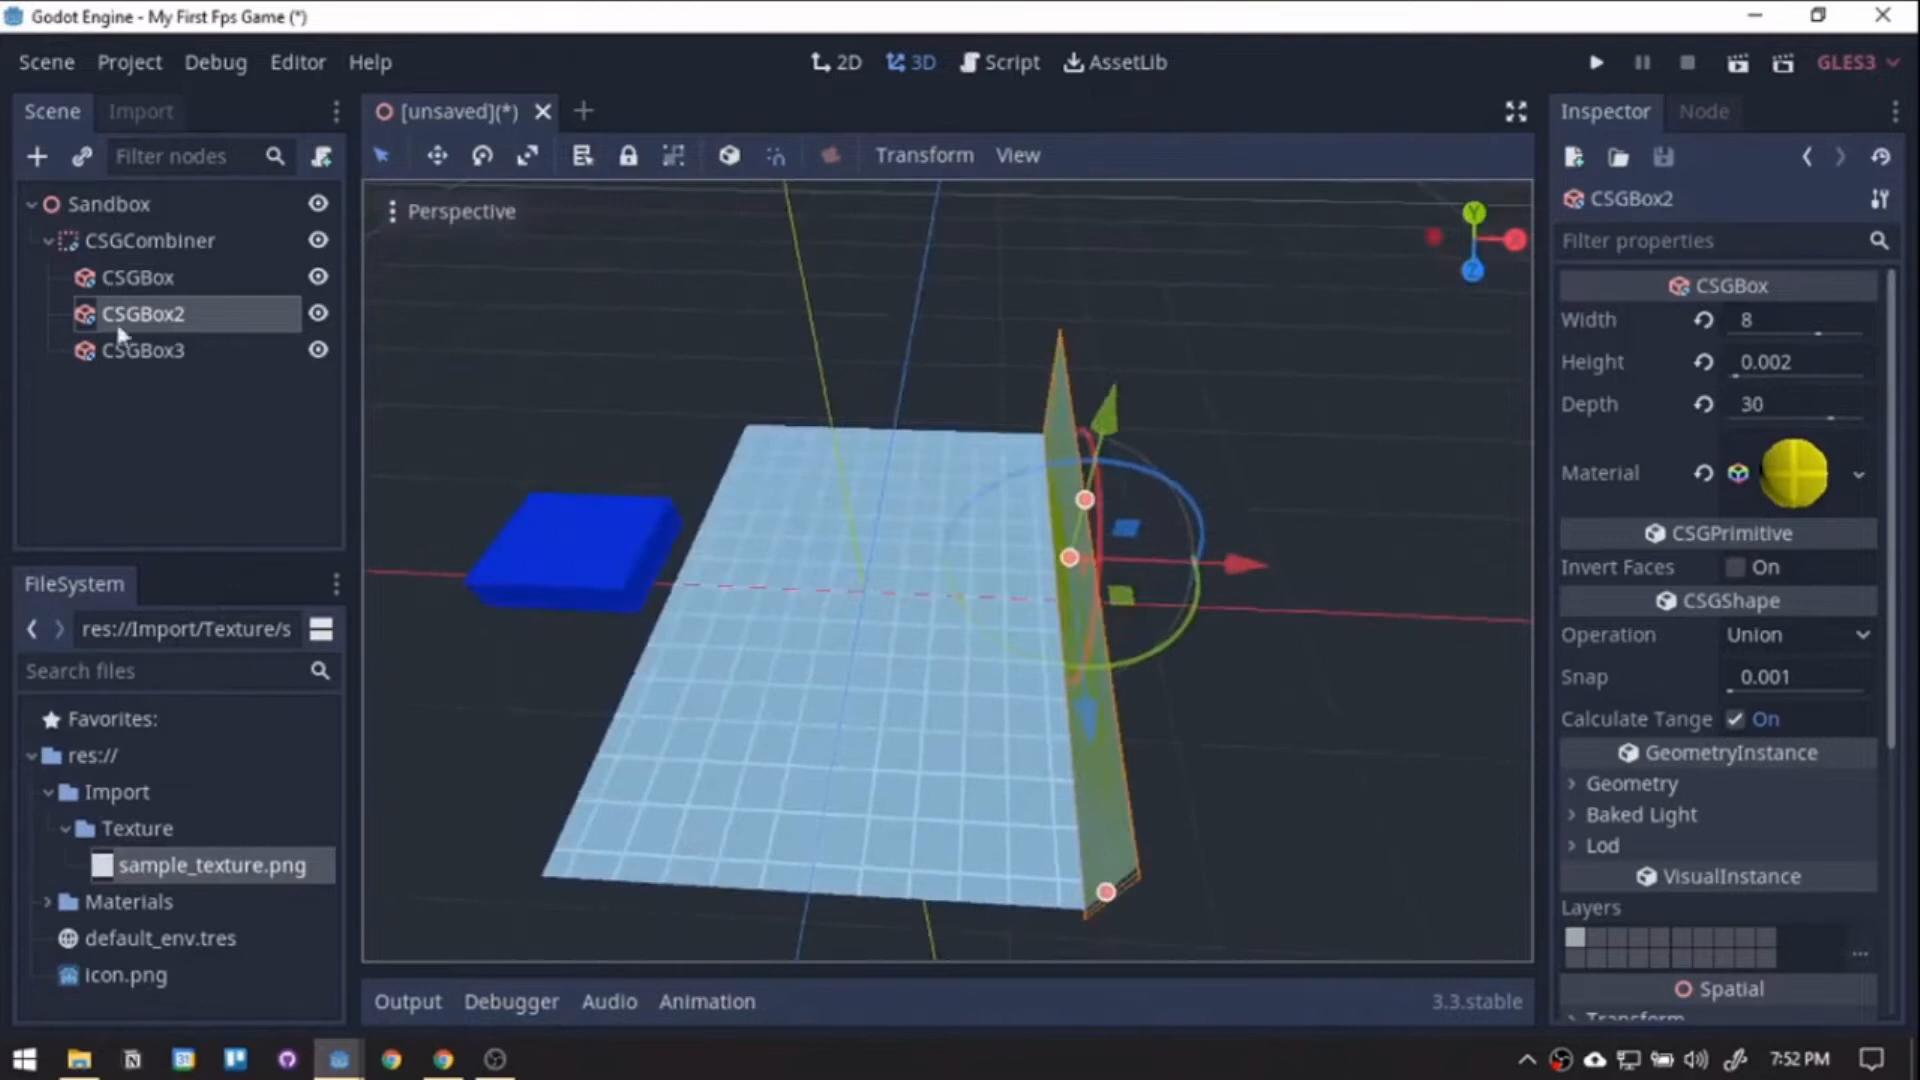 Godot Engine - My First Fps Game (*)
Scene Project Debug Editor Help
2D 3D Script AssetLib
GLES3
Scene Import
[unsaved](*)
Inspector Node
Filter nodes
Transform View
Sandbox
CSGCombiner
CSGBox
CSGBox2
CSGBox3
Perspective
Y
Z
CSGBox2
Filter properties
CSGBox
Width 8
Height 0.002
Depth 30
Material
CSGPrimitive
Invert Faces On
CSGShape
Operation Union
Snap 0.001
Calculate Tange On
GeometryInstance
Geometry
Baked Light
Lod
VisualInstance
Layers
...
Spatial
Transform
FileSystem
res://Import/Texture/s
Search files
Favorites:
res://
Import
Texture
sample_texture.png
Materials
default_env.tres
icon.png
Output Debugger Audio Animation
3.3.stable
31
7:52 PM